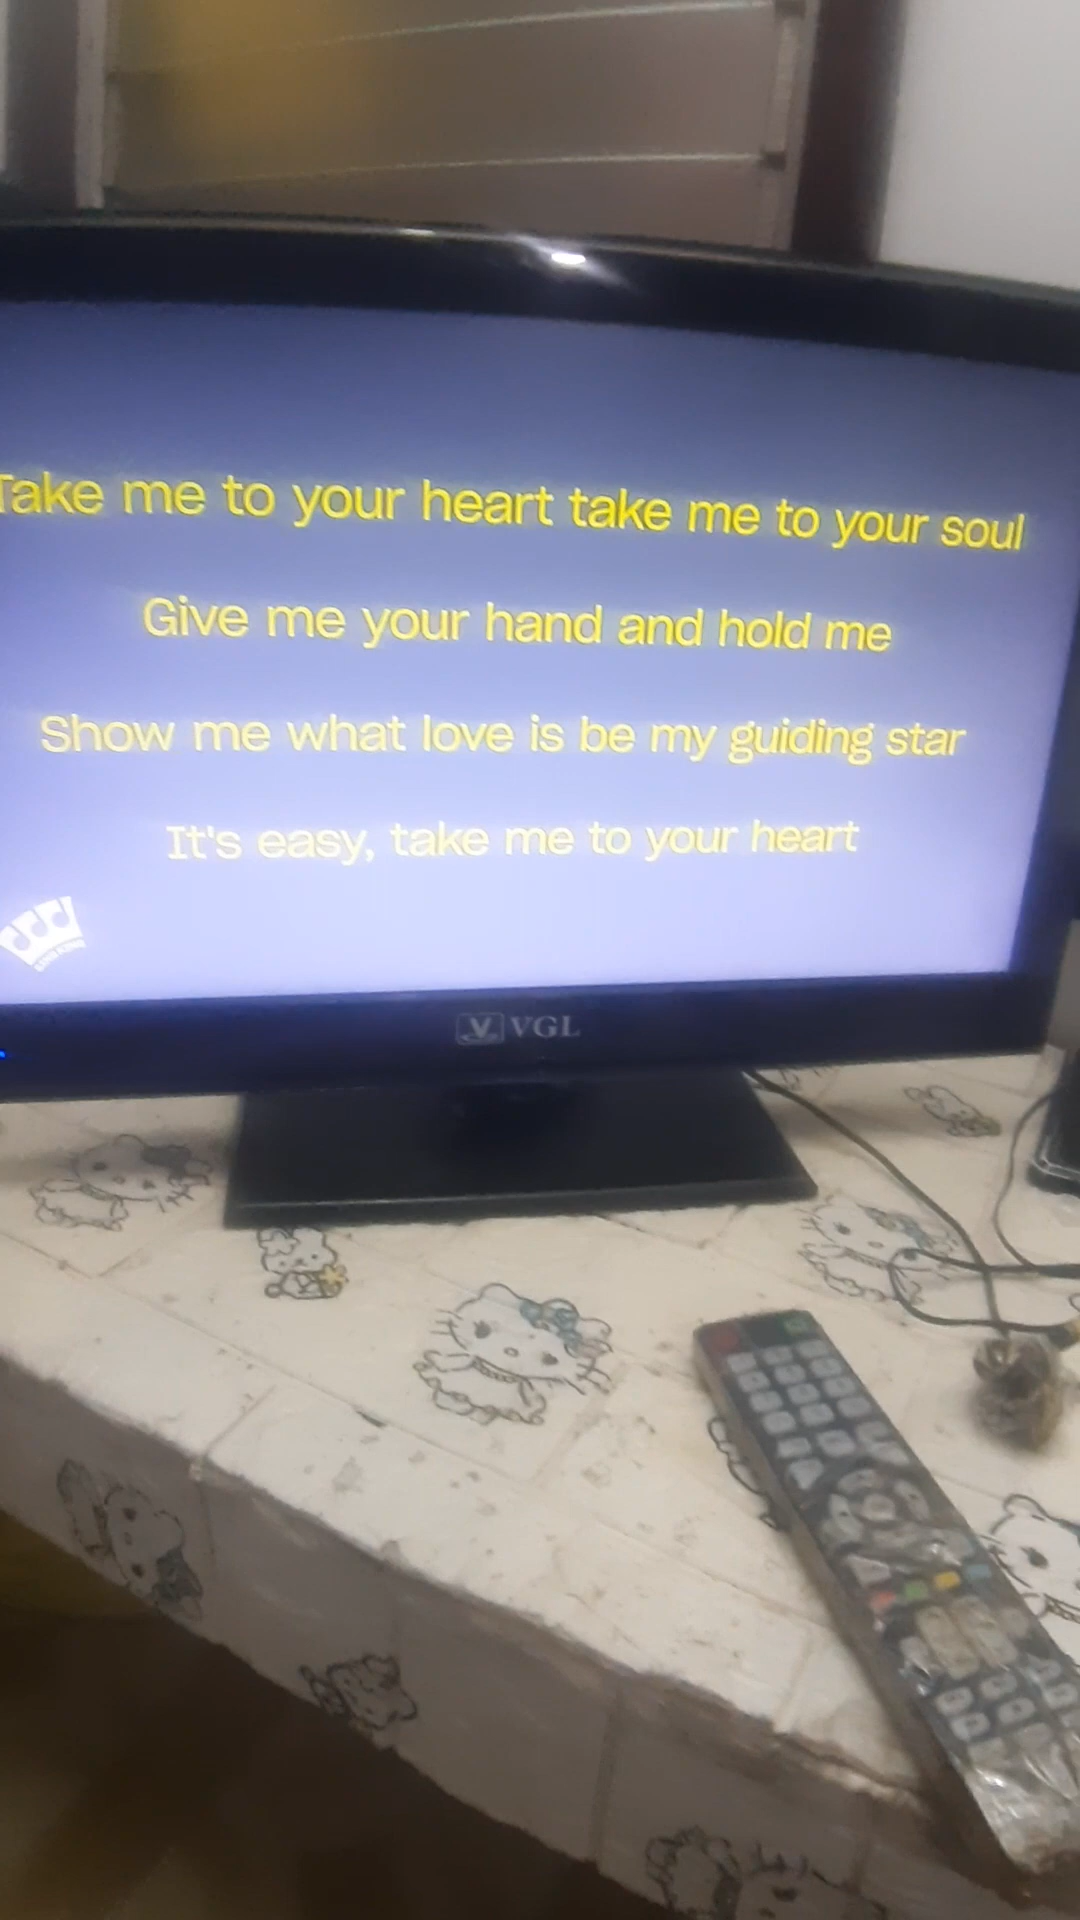 Take me to your heart take me to your soul
Give me your hand and hold me
Show me what love is be my guiding star
It's easy, take me to your heart
VGL